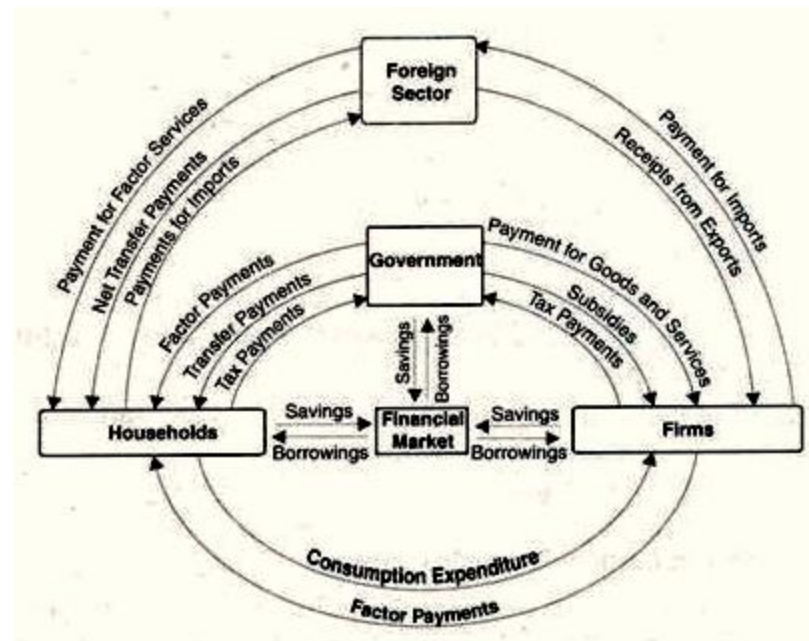 Foreign
Sector
Payment for Factor Services
Net Transfer Payments
Payments for Imports
Payment for Imports
Receipts from Exports
Government
Factor Payments
Transfer Payments
Tax Payments
Payment for Goods and Services
Subsidies
Tax Payments
Savings
Borrowings
Households
Savings
Borrowings
Financial
Market
Savings
Borrowings
Firms
Consumption Expenditure
Factor Payments